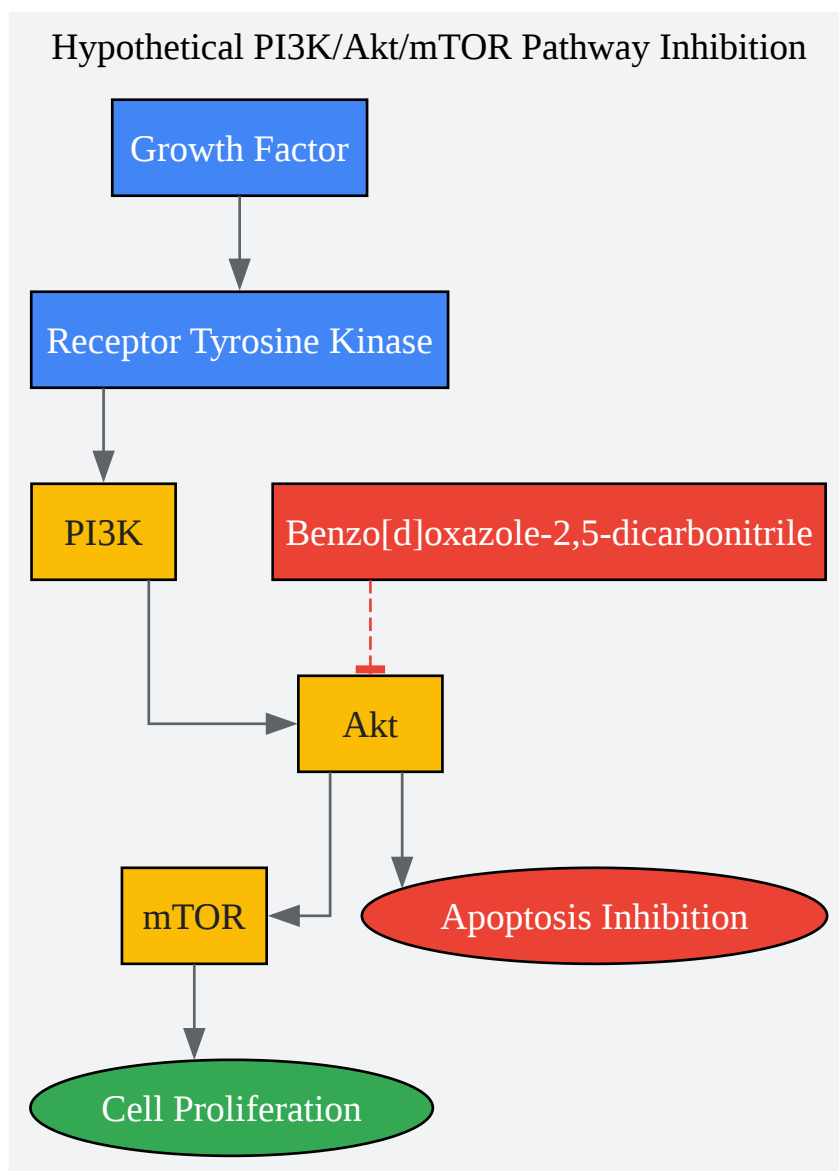 Hypothetical PI3K/Akt/mTOR Pathway Inhibition
Growth Factor
Receptor Tyrosine Kinase
PI3K
Benzo[d]oxazole-2,5-dicarbonitrile
Akt
mTOR
Apoptosis Inhibition
Cell Proliferation